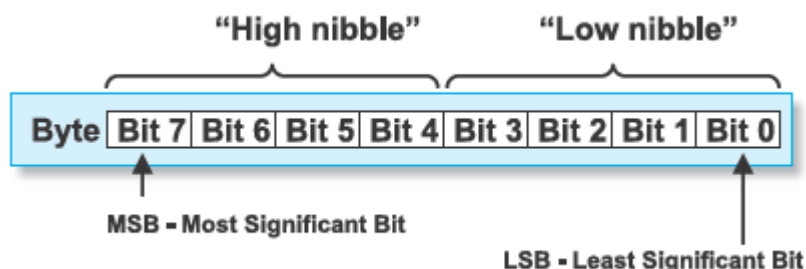 “High nibble” “Low nibble”
Byte Bit 7 Bit 6 Bit 5 Bit 4 Bit 3 Bit 2 Bit 1 Bit 0
MSB - Most Significant Bit
LSB - Least Significant Bit